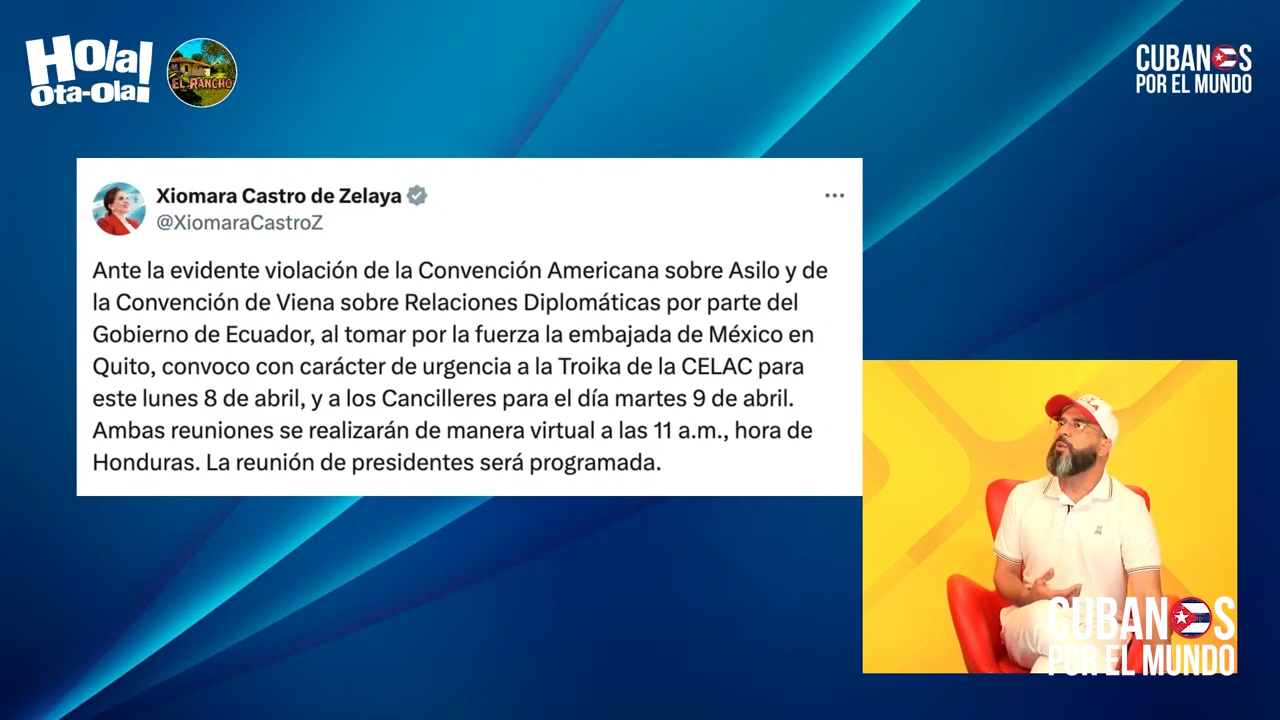 Hola!
Ota-Ola!
EL RANCHO
CUBANOS
POR EL MUNDO
Xiomara Castro de Zelaya
@XiomaraCastroZ
Ante la evidente violación de la Convención Americana sobre Asilo y de
la Convención de Viena sobre Relaciones Diplomáticas por parte del
Gobierno de Ecuador, al tomar por la fuerza la embajada de México en
Quito, convoco con carácter de urgencia a la Troika de la CELAC para
este lunes 8 de abril, y a los Cancilleres para el día martes 9 de abril.
Ambas reuniones se realizarán de manera virtual a las 11 a.m., hora de
Honduras. La reunión de presidentes será programada.
CUBANOS
POR EL MUNDO